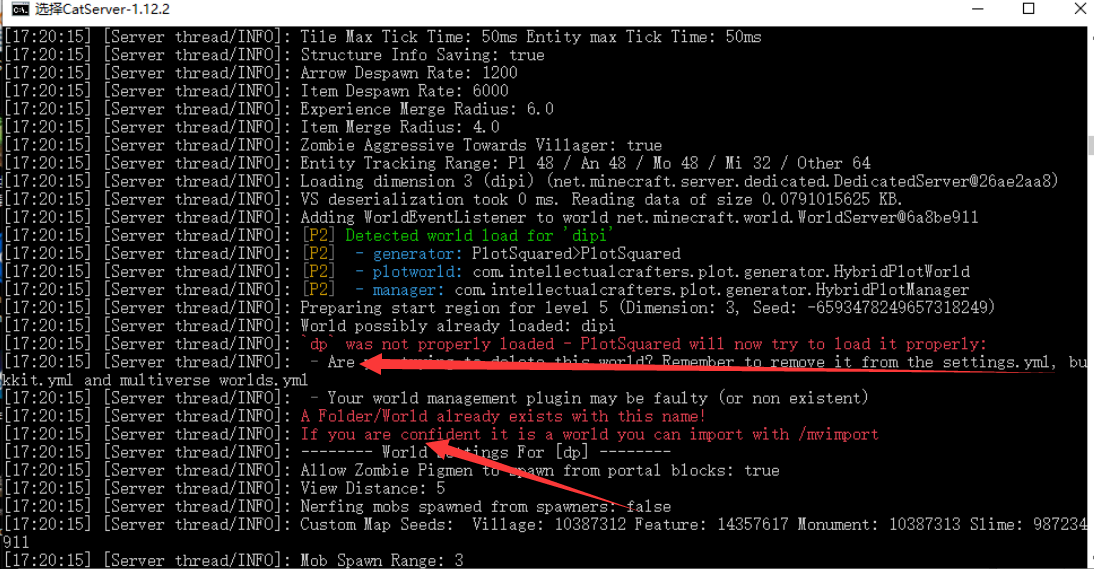 选择CatServer-1.12.2
[17:20:15] [Server thread/INFO]: Tile Max Tick Time: 50ms Entity max Tick Time: 50ms
[17:20:15] [Server thread/INFO]: Structure Info Saving: true
[17:20:15] [Server thread/INFO]: Arrow Despawn Rate: 1200
[17:20:15] [Server thread/INFO]: Item Despawn Rate: 6000
[17:20:15] [Server thread/INFO]: Experience Merge Radius: 6.0
[17:20:15] [Server thread/INFO]: Item Merge Radius: 4.0
[17:20:15] [Server thread/INFO]: Zombie Aggressive Towards Villager: true
[17:20:15] [Server thread/INFO]: Entity Tracking Range: Pl 48 / An 48 / Mo 48 / Mi 32 / Other 64
[17:20:15] [Server thread/INFO]: Loading dimension 3 (dipi) (net.minecraft.server.dedicated.DedicatedServer@26ae2aa8)
[17:20:15] [Server thread/INFO]: VS deserialization took 0 ms. Reading data of size 0.0791015625 KB.
[17:20:15] [Server thread/INFO]: Adding WorldEventListener to world net.minecraft.world.WorldServer@6a8be911
[17:20:15] [Server thread/INFO]: [P2] Detected world load for 'dipi'
[17:20:15] [Server thread/INFO]: [P2]  - generator: PlotSquared>PlotSquared
[17:20:15] [Server thread/INFO]: [P2]  - plotworld: com.intellectualcrafters.plot.generator.HybridPlotWorld
[17:20:15] [Server thread/INFO]: [P2]  - manager: com.intellectualcrafters.plot.generator.HybridPlotManager
[17:20:15] [Server thread/INFO]: Preparing start region for level 5 (Dimension: 3, Seed: -6593478249657318249)
[17:20:15] [Server thread/INFO]: World possibly already loaded: dipi
[17:20:15] [Server thread/INFO]: `dp` was not properly loaded - PlotSquared will now try to load it properly:
[17:20:15] [Server thread/INFO]:  - Are trying to delete this world? Remember to remove it from the settings.yml, bu
kkit.yml and multiverse worlds.yml
[17:20:15] [Server thread/INFO]:  - Your world management plugin may be faulty (or non existent)
[17:20:15] [Server thread/INFO]: A Folder/World already exists with this name!
[17:20:15] [Server thread/INFO]: If you are confident it is a world you can import with /mvimport
[17:20:15] [Server thread/INFO]: -------- World Settings For [dp] --------
[17:20:15] [Server thread/INFO]: Allow Zombie Pigmen to spawn from portal blocks: true
[17:20:15] [Server thread/INFO]: View Distance: 5
[17:20:15] [Server thread/INFO]: Nerfing mobs spawned from spawners: false
[17:20:15] [Server thread/INFO]: Custom Map Seeds:  Village: 10387312 Feature: 14357617 Monument: 10387313 Slime: 987234
911
[17:20:15] [Server thread/INFO]: Mob Spawn Range: 3